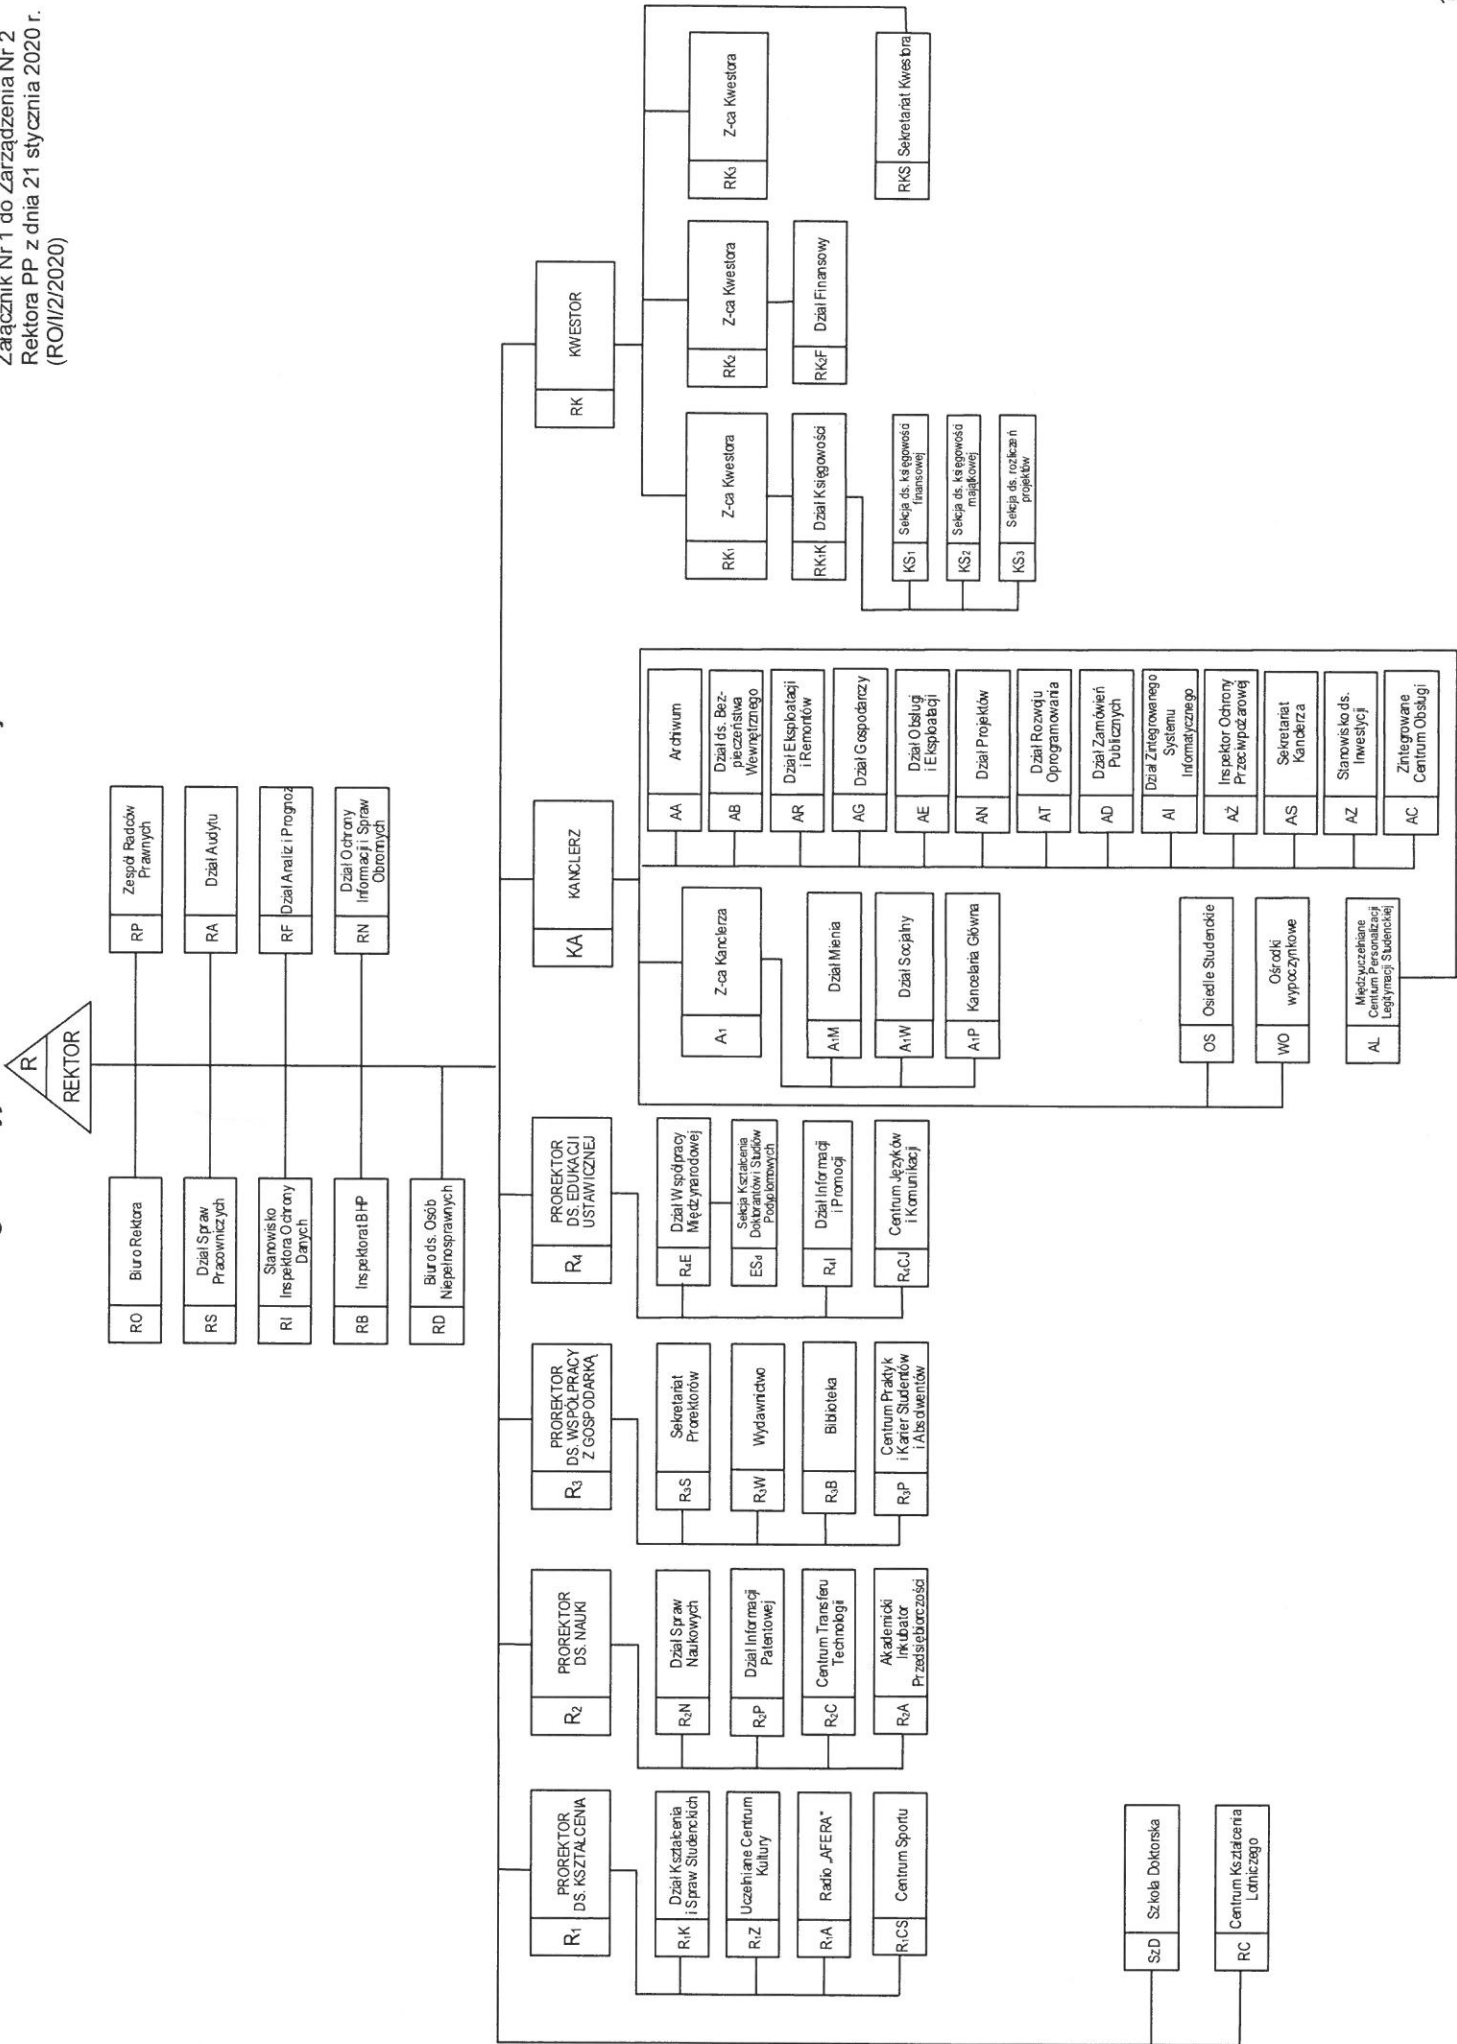 Załącznik Nr 1 do Zarządzenia Nr 2
Rektora PP z dnia 21 stycznia 2020 r.
(RO/I/2/2020)
R
REKTOR
RO
Biuro Rektora
RP
Zespół Radców
Prawnych
RS
Dział Spraw
Pracowniczych
RA
Dział Audytu
RI
Stanowisko
Inspektora Ochrony
Danych
RF
Dział Analiz i Prognoz
RB
Inspektorat BHP
RN
Dział Ochrony
Informacji i Spraw
Obronnych
RD
Biuro ds. Osób
Niepełnosprawnych
R1
PROREKTOR
DS. KSZTAŁCENIA
R1K
Dział Kształcenia
i Spraw Studenckich
R1Z
Uczelniane Centrum
Kultury
R1A
Radio „AFERA"
R1CS
Centrum Sportu
R2
PROREKTOR
DS. NAUKI
R2N
Dział Spraw
Naukowych
R2P
Dział Informacji
Patentowej
R2C
Centrum Transferu
Technologii
R2A
Akademicki
Inkubator
Przedsiębiorczości
R3
PROREKTOR
DS. WSPÓŁPRACY
Z GOSPODARKĄ
R3S
Sekretariat
Prorektorów
R3W
Wydawnictwo
R3B
Biblioteka
R3P
Centrum Praktyk
i Karier Studentów
i Absolwentów
R4
PROREKTOR
DS. EDUKACJI
USTAWICZNEJ
R4E
Dział Współpracy
Międzynarodowej
ESd
Sekcja Kształcenia
Doktorantów i Studiów
Podyplomowych
R4I
Dział Informacji
i Promocji
R4CJ
Centrum Języków
i Komunikacji
KA
KANCLERZ
A1
Z-ca Kanclerza
A1M
Dział Mienia
A1W
Dział Socjalny
A1P
Kancelaria Główna
OS
Osiedle Studenckie
WO
Ośrodki
wypoczynkowe
AL
Międzyuczelniane
Centrum Personalizacji
Legitymacji Studenckiej
AA
Archiwum
AB
Dział ds. Bez-
pieczeństwa
Wewnętrznego
AR
Dział Eksploatacji
i Remontów
AG
Dział Gospodarczy
AE
Dział Obsługi
i Eksploatacji
AN
Dział Projektów
AT
Dział Rozwoju
Oprogramowania
AD
Dział Zamówień
Publicznych
AI
Dział Zintegrowanego
Systemu
Informatycznego
AŻ
Inspektor Ochrony
Przeciwpożarowej
AS
Sekretariat
Kanclerza
AZ
Stanowisko ds.
Inwestycji
AC
Zintegrowane
Centrum Obsługi
RK
KWESTOR
RK1
Z-ca Kwestora
RK1K
Dział Księgowości
KS1
Sekcja ds. księgowości
finansowej
KS2
Sekcja ds. księgowości
majątkowej
KS3
Sekcja ds. rozliczeń
projektów
RK2
Z-ca Kwestora
RK2F
Dział Finansowy
RK3
Z-ca Kwestora
RKS
Sekretariat Kwestora
SzD
Szkoła Doktorska
RC
Centrum Kształcenia
Lotniczego